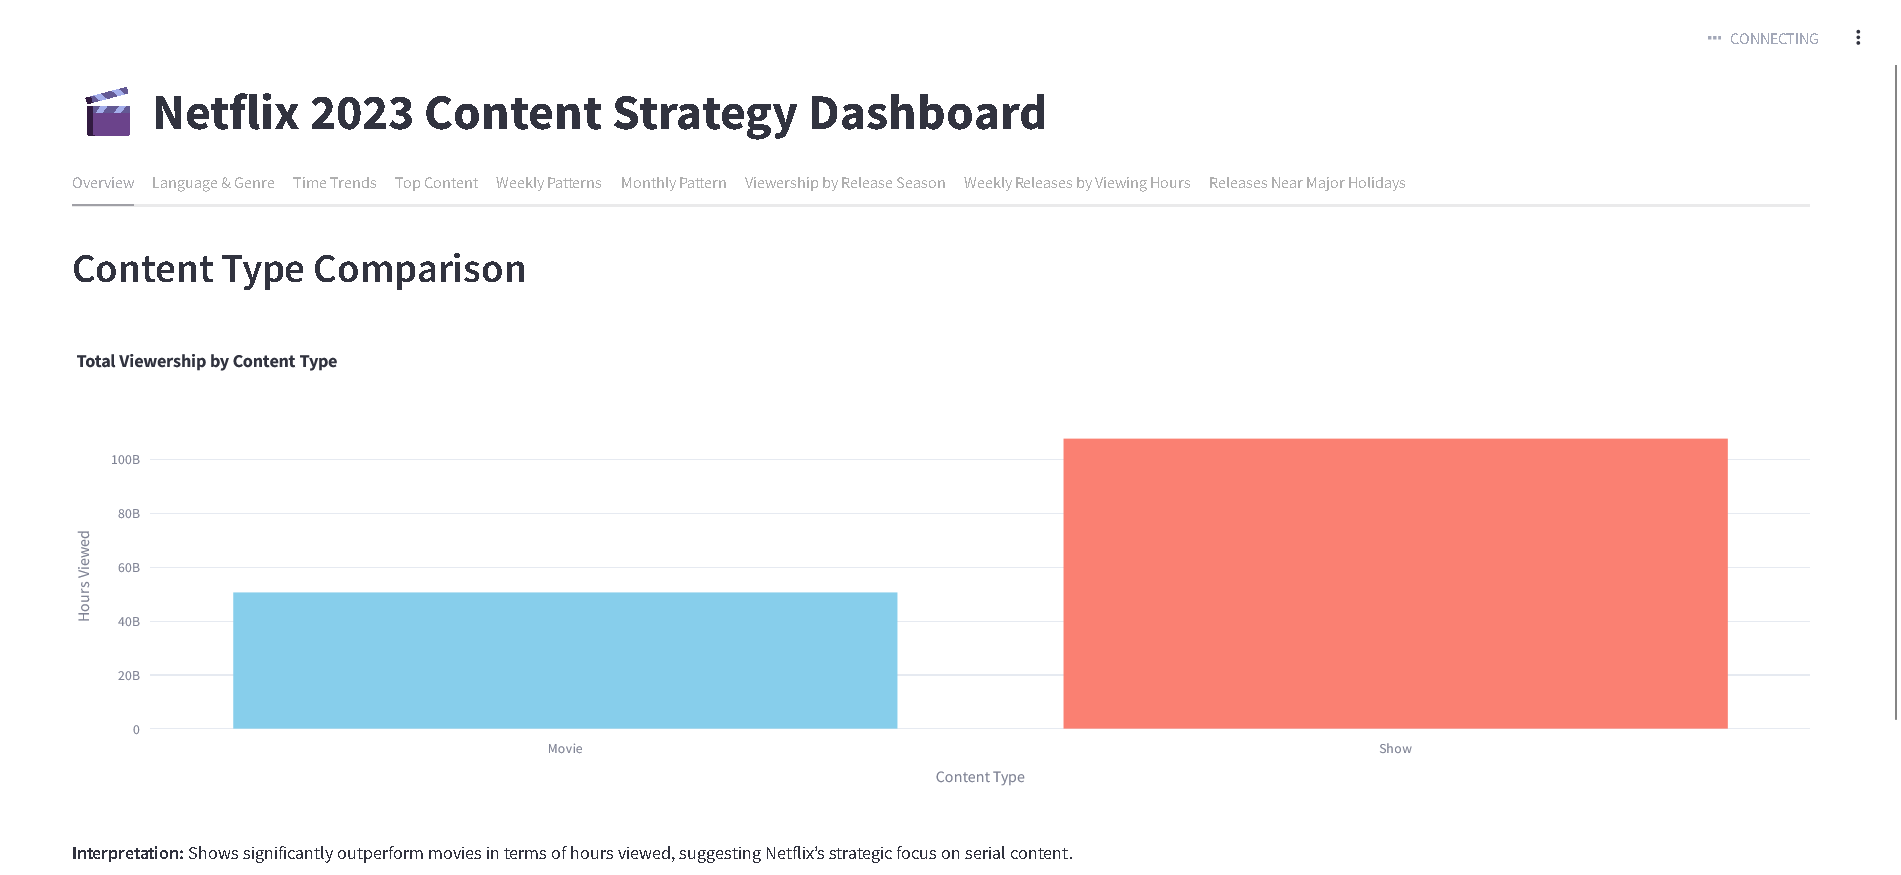 CONNECTING
Netflix 2023 Content Strategy Dashboard
Overview Language & Genre Time Trends Top Content Weekly Patterns Monthly Pattern Viewership by Release Season Weekly Releases by Viewing Hours Releases Near Major Holidays
Content Type Comparison
Total Viewership by Content Type
100B
80B
60B
40B
20B
0
Hours Viewed
Movie Show
Content Type
Interpretation: Shows significantly outperform movies in terms of hours viewed, suggesting Netflix’s strategic focus on serial content.